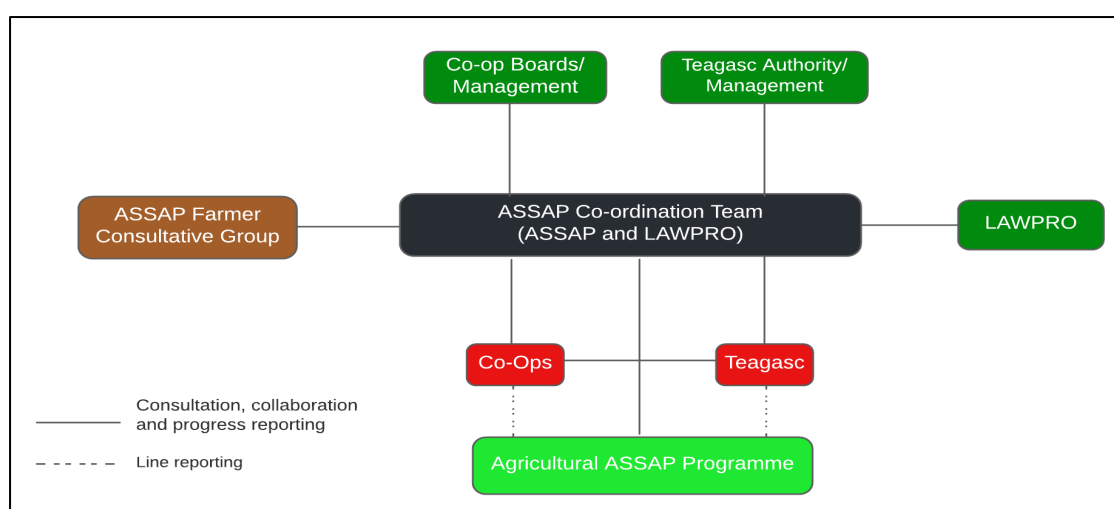 Co-op Boards/
Management
Teagasc Authority/
Management
ASSAP Farmer
Consultative Group
ASSAP Co-ordination Team
(ASSAP and LAWPRO)
LAWPRO
Co-Ops
Teagasc
Consultation, collaboration
and progress reporting
Line reporting
Agricultural ASSAP Programme